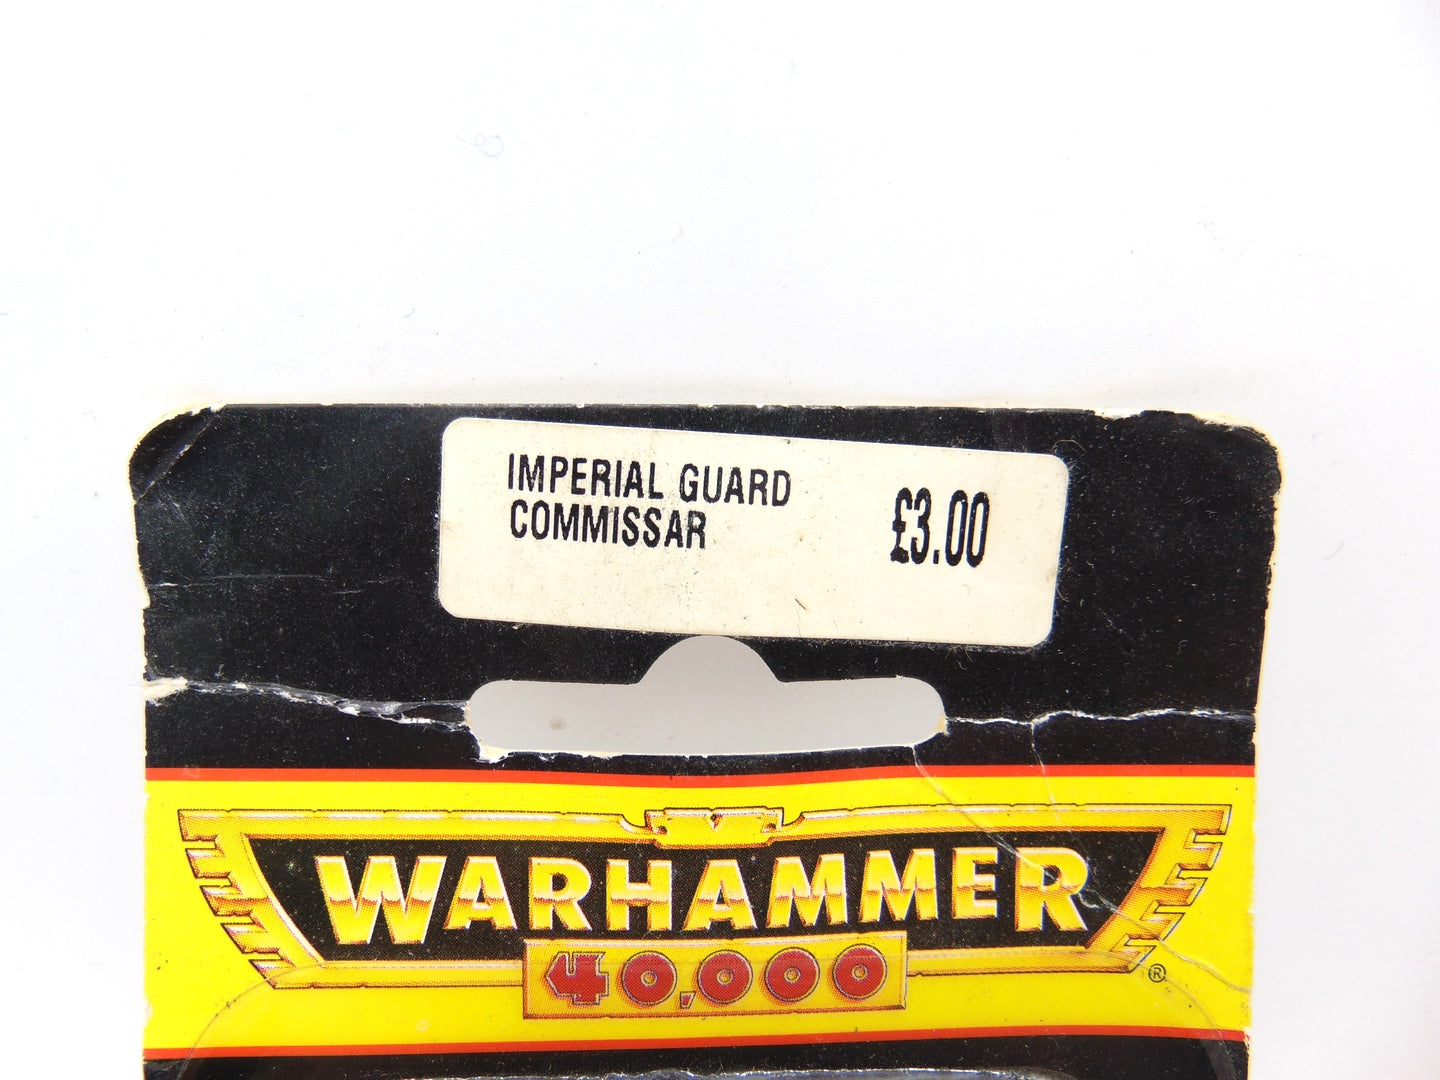 IMPERIAL GUARD
COMMISSAR
£3.00
WARHAMMER
40,000
®